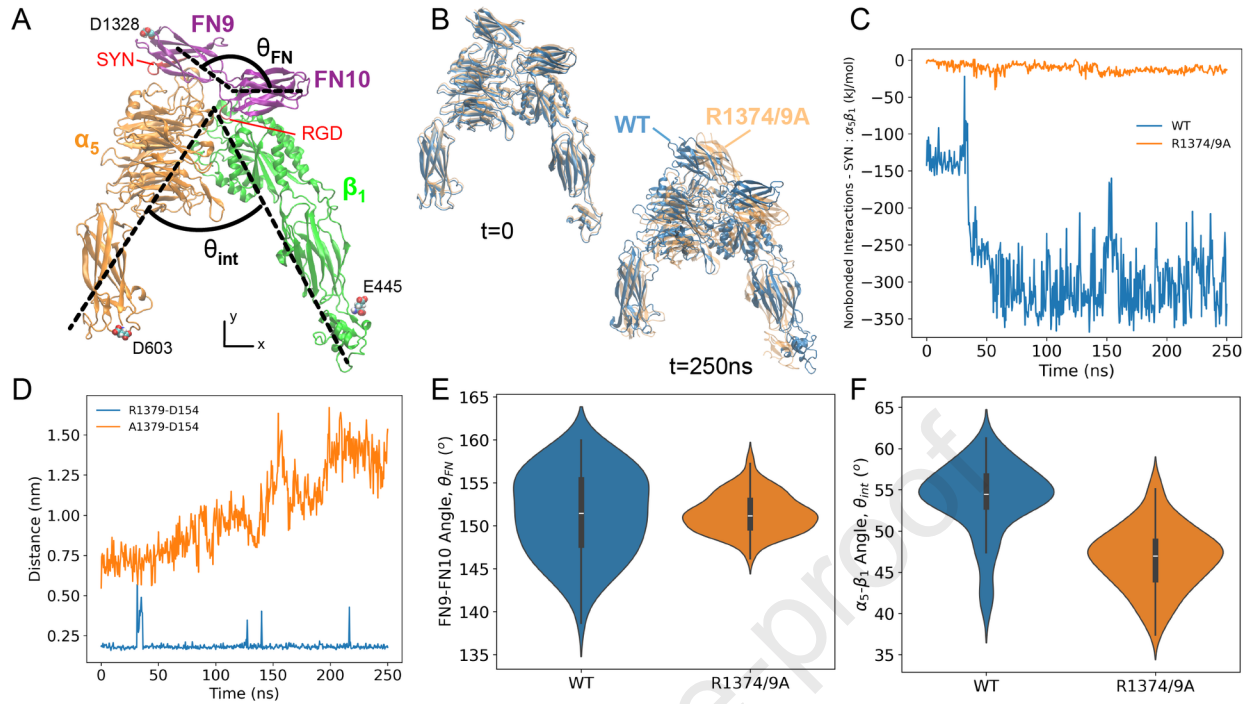 A
D1328
FN9
θFN
SYN
FN10
RGD
α5
β1
θint
E445
D603
y
x
B
WT
R1374/9A
t=0
t=250ns
C
Nonbonded Interactions - SYN : α5β1 (kJ/mol)
0
−50
−100
−150
−200
−250
−300
−350
WT
R1374/9A
0 50 100 150 200 250
Time (ns)
D
Distance (nm)
1.50
1.25
1.00
0.75
0.50
0.25
R1379-D154
A1379-D154
0 50 100 150 200 250
Time (ns)
E
FN9-FN10 Angle, θFN (°)
165
160
155
150
145
140
135
WT R1374/9A
F
α5-β1 Angle, θint (°)
65
60
55
50
45
40
35
WT R1374/9A
e-proof